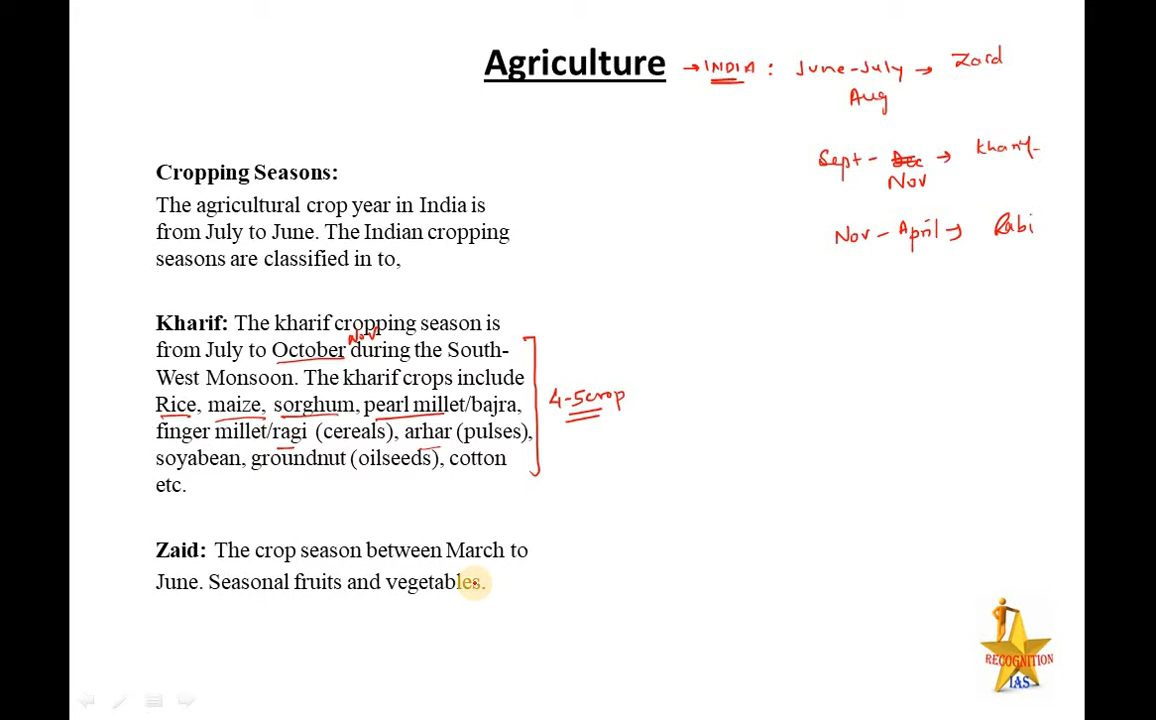 Agriculture → INDIA : June-July → Zaid
Aug
Sept - Dec → Kharif
Nov
Nov - April → Rabi
Cropping Seasons:
The agricultural crop year in India is
from July to June. The Indian cropping
seasons are classified in to,
Kharif: The kharif cropping season is
Nov
from July to October during the South-
West Monsoon. The kharif crops include
Rice, maize, sorghum, pearl millet/bajra,
finger millet/ragi (cereals), arhar (pulses),
soyabean, groundnut (oilseeds), cotton
etc.
4-5 crop
Zaid: The crop season between March to
June. Seasonal fruits and vegetables.
RECOGNITION
IAS